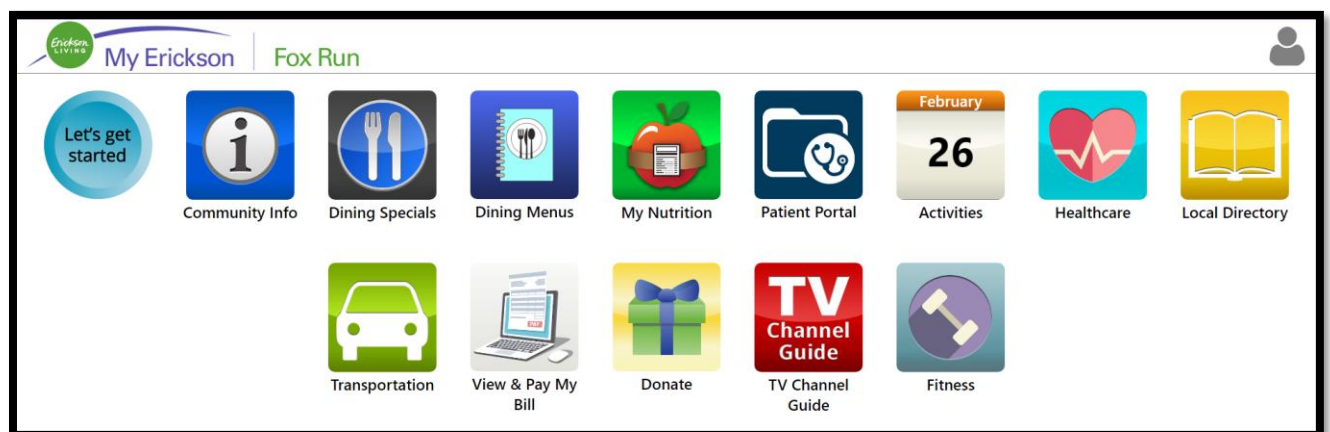 Erickson
LIVING
My Erickson
Fox Run
Let's get
started
Community Info
Dining Specials
Dining Menus
My Nutrition
Patient Portal
February
26
Activities
Healthcare
Local Directory
Transportation
PAY
View & Pay My
Bill
Donate
TV
Channel
Guide
TV Channel
Guide
Fitness